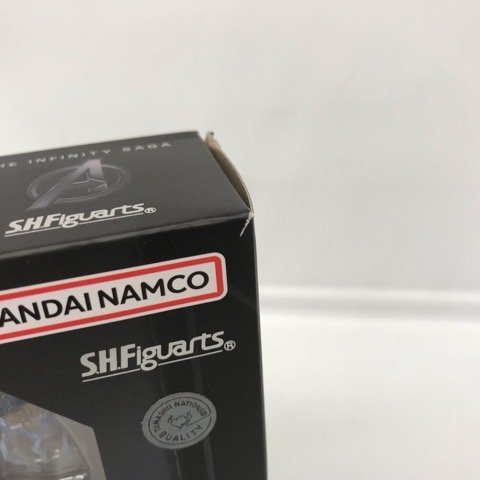 INFINITY SAGA
S.H.Figuarts®
ANDAI NAMCO
S.H.Figuarts®
TAMASHII NATIONS
QUALITY